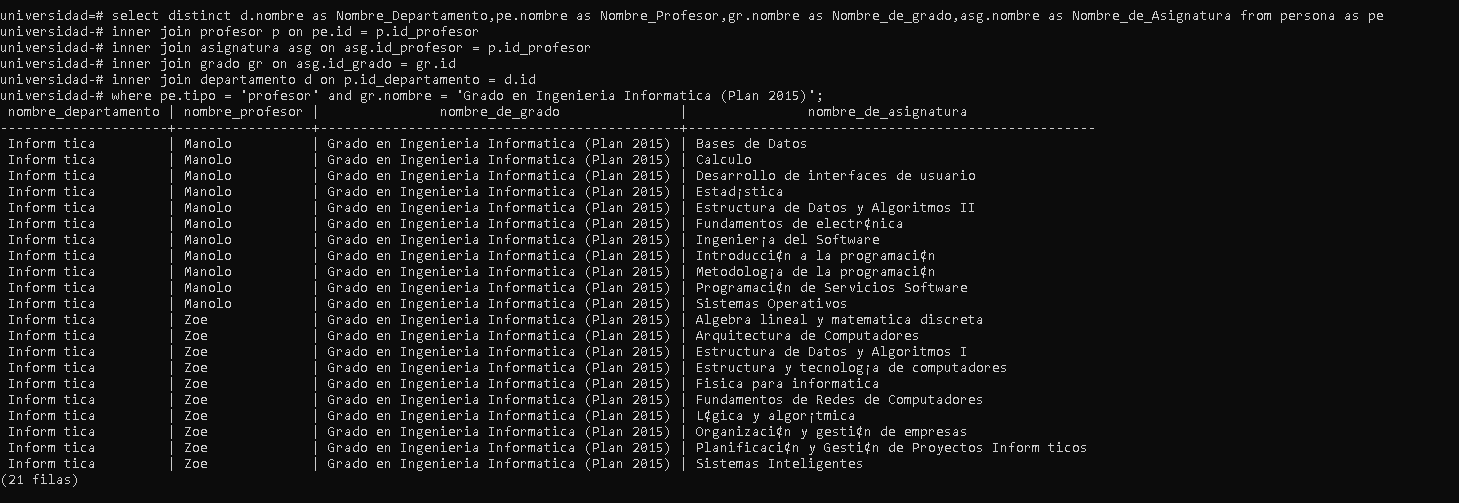 universidad=# select distinct d.nombre as Nombre_Departamento,pe.nombre as Nombre_Profesor,gr.nombre as Nombre_de_grado,asg.nombre as Nombre_de_Asignatura from persona as pe
universidad-# inner join profesor p on pe.id = p.id_profesor
universidad-# inner join asignatura asg on asg.id_profesor = p.id_profesor
universidad-# inner join grado gr on asg.id_grado = gr.id
universidad-# inner join departamento d on p.id_departamento = d.id
universidad-# where pe.tipo = 'profesor' and gr.nombre = 'Grado en Ingenieria Informatica (Plan 2015)';
nombre_departamento | nombre_profesor | nombre_de_grado | nombre_de_asignatura
---------------------+-----------------+---------------------------------------------+---------------------------------------------------
Inform tica | Manolo | Grado en Ingenieria Informatica (Plan 2015) | Bases de Datos
Inform tica | Manolo | Grado en Ingenieria Informatica (Plan 2015) | Calculo
Inform tica | Manolo | Grado en Ingenieria Informatica (Plan 2015) | Desarrollo de interfaces de usuario
Inform tica | Manolo | Grado en Ingenieria Informatica (Plan 2015) | Estad¡stica
Inform tica | Manolo | Grado en Ingenieria Informatica (Plan 2015) | Estructura de Datos y Algoritmos II
Inform tica | Manolo | Grado en Ingenieria Informatica (Plan 2015) | Fundamentos de electr¢nica
Inform tica | Manolo | Grado en Ingenieria Informatica (Plan 2015) | Ingenier¡a del Software
Inform tica | Manolo | Grado en Ingenieria Informatica (Plan 2015) | Introducci¢n a la programaci¢n
Inform tica | Manolo | Grado en Ingenieria Informatica (Plan 2015) | Metodolog¡a de la programaci¢n
Inform tica | Manolo | Grado en Ingenieria Informatica (Plan 2015) | Programaci¢n de Servicios Software
Inform tica | Manolo | Grado en Ingenieria Informatica (Plan 2015) | Sistemas Operativos
Inform tica | Zoe | Grado en Ingenieria Informatica (Plan 2015) | Algebra lineal y matematica discreta
Inform tica | Zoe | Grado en Ingenieria Informatica (Plan 2015) | Arquitectura de Computadores
Inform tica | Zoe | Grado en Ingenieria Informatica (Plan 2015) | Estructura de Datos y Algoritmos I
Inform tica | Zoe | Grado en Ingenieria Informatica (Plan 2015) | Estructura y tecnolog¡a de computadores
Inform tica | Zoe | Grado en Ingenieria Informatica (Plan 2015) | Fisica para informatica
Inform tica | Zoe | Grado en Ingenieria Informatica (Plan 2015) | Fundamentos de Redes de Computadores
Inform tica | Zoe | Grado en Ingenieria Informatica (Plan 2015) | L¢gica y algor¡tmica
Inform tica | Zoe | Grado en Ingenieria Informatica (Plan 2015) | Organizaci¢n y gesti¢n de empresas
Inform tica | Zoe | Grado en Ingenieria Informatica (Plan 2015) | Planificaci¢n y Gesti¢n de Proyectos Inform ticos
Inform tica | Zoe | Grado en Ingenieria Informatica (Plan 2015) | Sistemas Inteligentes
(21 filas)